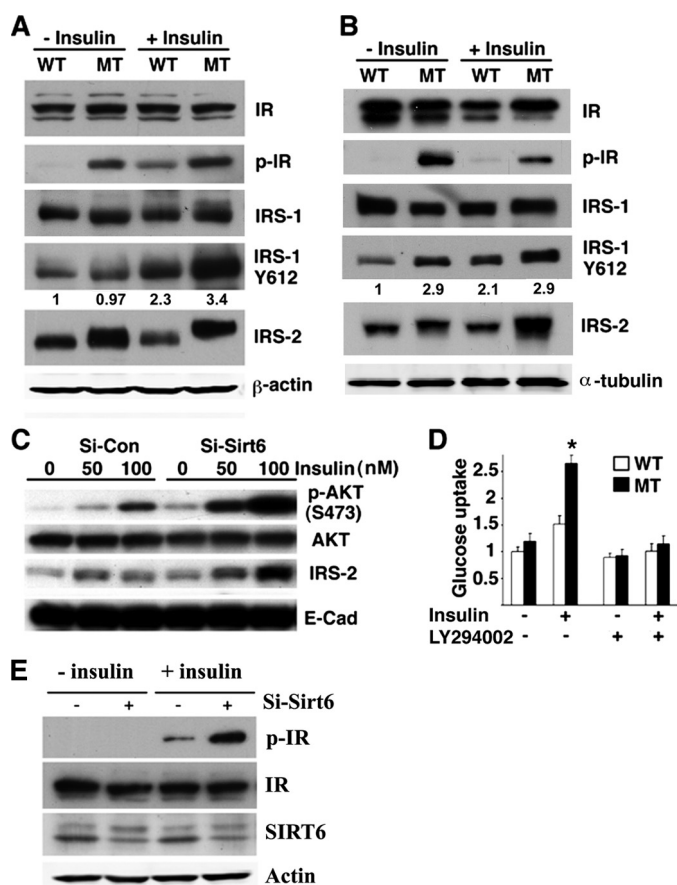 A
- Insulin + Insulin
WT MT WT MT
IR
p-IR
IRS-1
IRS-1
Y612
1 0.97 2.3 3.4
IRS-2
β-actin
B
- Insulin + Insulin
WT MT WT MT
IR
p-IR
IRS-1
IRS-1
Y612
1 2.9 2.1 2.9
IRS-2
α-tubulin
C
Si-Con Si-Sirt6
0 50 100 0 50 100 Insulin (nM)
p-AKT
(S473)
AKT
IRS-2
E-Cad
D
Glucose uptake
2.5
2
1.5
1
*
WT
MT
Insulin - + - +
LY294002 - - + +
E
- insulin + insulin
- + - + Si-Sirt6
p-IR
IR
SIRT6
Actin